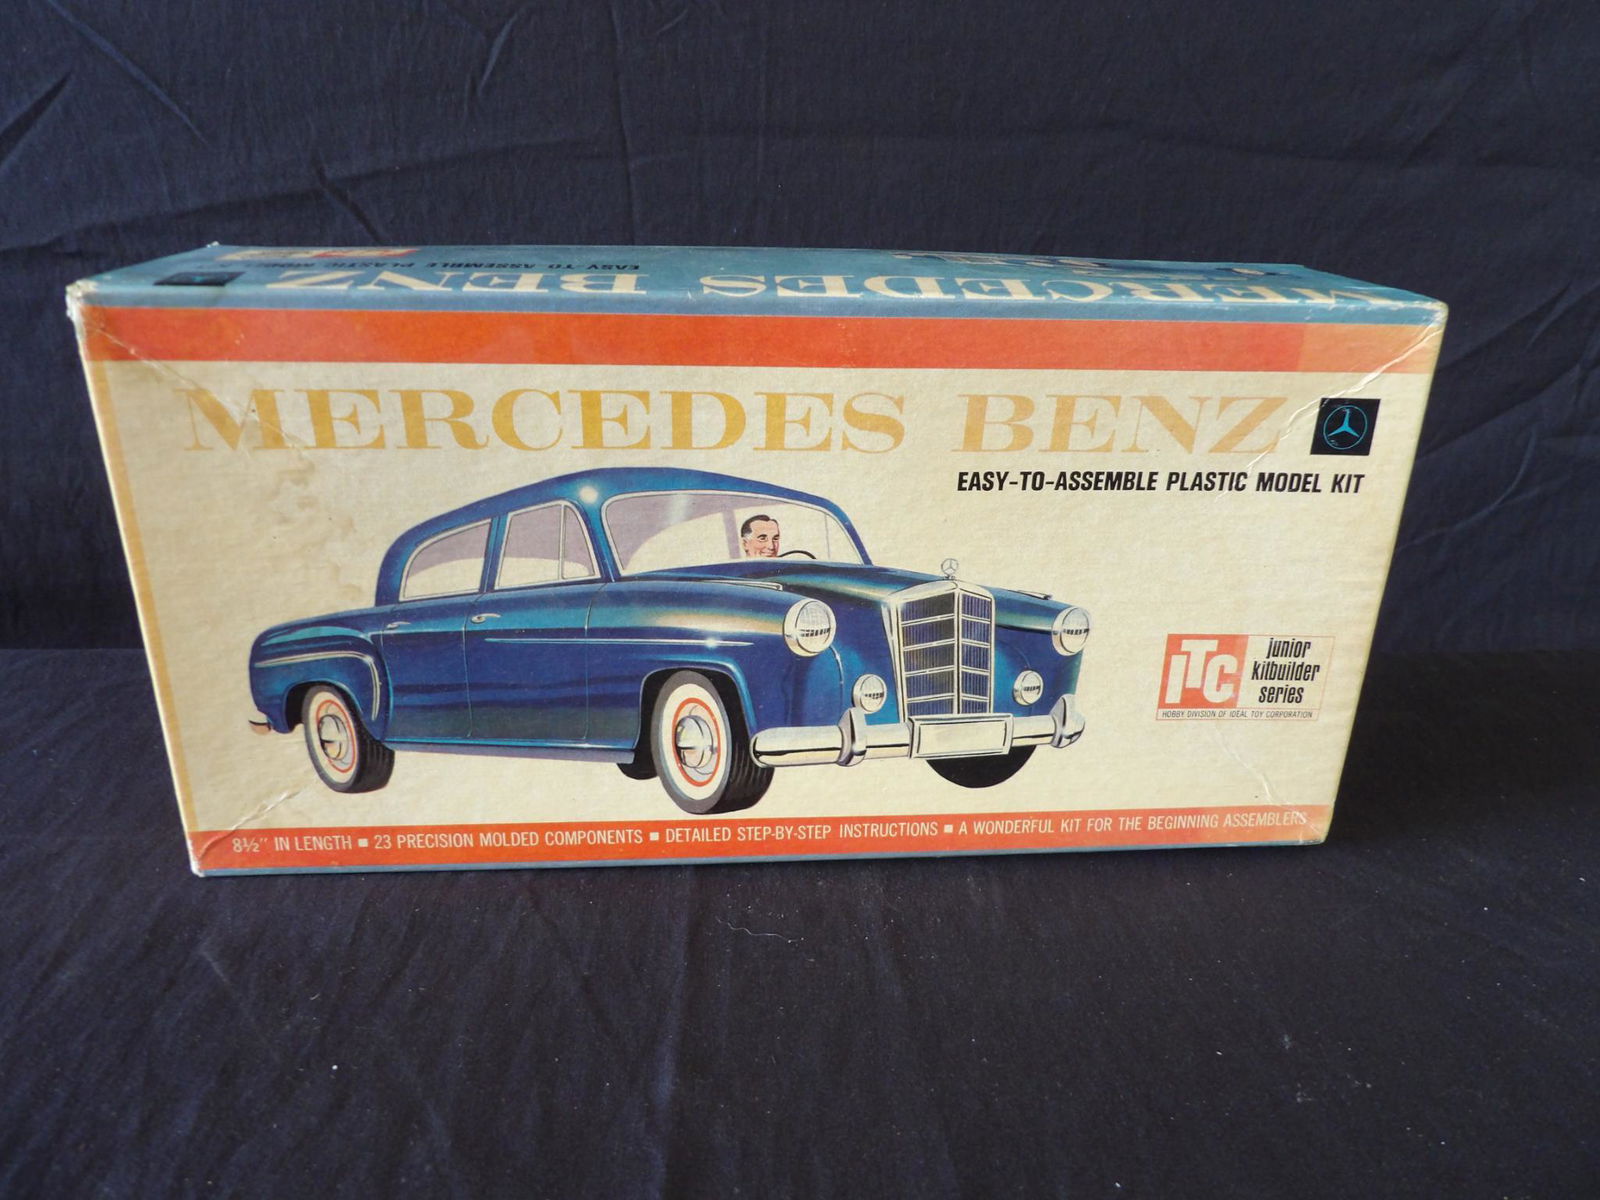 MERCEDES BENZ
EASY-TO-ASSEMBLE PLASTIC MODEL
MERCEDES BENZ
EASY-TO-ASSEMBLE PLASTIC MODEL KIT
ITC
junior
kitbuilder
series
HOBBY DIVISION OF IDEAL TOY CORPORATION
8½" IN LENGTH ■ 23 PRECISION MOLDED COMPONENTS ■ DETAILED STEP-BY-STEP INSTRUCTIONS ■ A WONDERFUL KIT FOR THE BEGINNING ASSEMBLERS